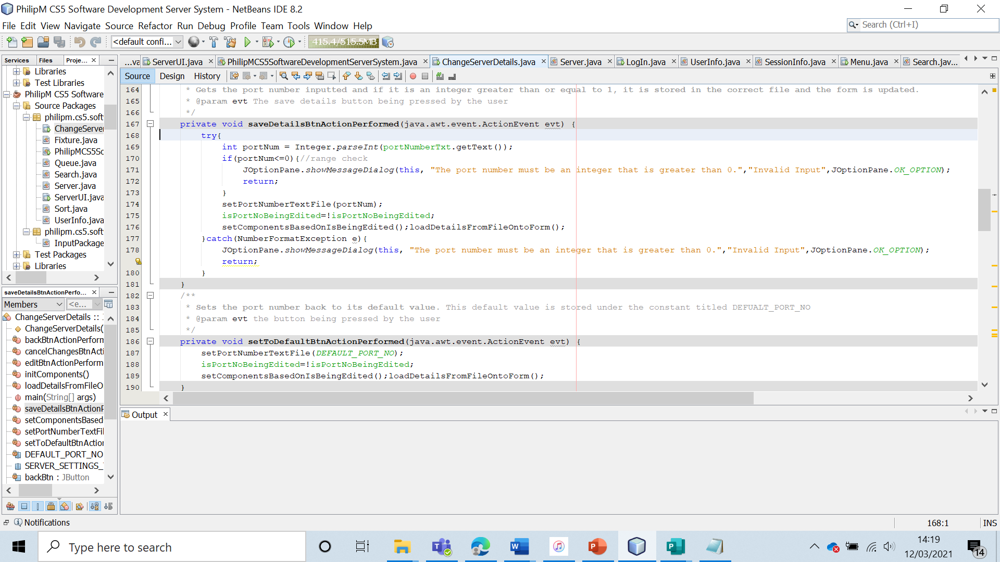 PhilipM CS5 Software Development Server System - NetBeans IDE 8.2
File Edit View Navigate Source Refactor Run Debug Profile Team Tools Window Help
Search (Ctrl+I)
<default confi...
415.4/515.5MB
Services Files Proje...
...va ServerUI.java PhilipMCS5SoftwareDevelopmentServerSystem.java ChangeServerDetails.java Server.java LogIn.java UserInfo.java SessionInfo.java Menu.java Search.jav...
Source Design History
Libraries
Test Libraries
PhilipM CS5 Software
Source Packages
philipm.cs5.soft
ChangeServer
Fixture.java
PhilipMCS5Sc
Queue.java
Search.java
Server.java
ServerUI.java
Sort.java
UserInfo.java
philipm.cs5.soft
InputPackage
Test Packages
Libraries
164 * Gets the port number inputted and if it is an integer greater than or equal to 1, it is stored in the correct file and the form is updated.
165 * @param evt The save details button being pressed by the user
166 */
167 private void saveDetailsBtnActionPerformed(java.awt.event.ActionEvent evt) {
168 try{
169 int portNum = Integer.parseInt(portNumberTxt.getText());
170 if(portNum<=0){//range check
171 JOptionPane.showMessageDialog(this, "The port number must be an integer that is greater than 0.","Invalid Input",JOptionPane.OK_OPTION);
172 return;
173 }
174 setPortNumberTextFile(portNum);
175 isPortNoBeingEdited=!isPortNoBeingEdited;
176 setComponentsBasedOnIsBeingEdited();loadDetailsFromFileOntoForm();
177 }catch(NumberFormatException e){
178 JOptionPane.showMessageDialog(this, "The port number must be an integer that is greater than 0.","Invalid Input",JOptionPane.OK_OPTION);
return;
180 }
181 }
182 /**
183 * Sets the port number back to its default value. This default value is stored under the constant titled DEFUALT_PORT_NO
184 * @param evt the button being pressed by the user
185 */
186 private void setToDefaultBtnActionPerformed(java.awt.event.ActionEvent evt) {
187 setPortNumberTextFile(DEFAULT_PORT_NO);
188 isPortNoBeingEdited=!isPortNoBeingEdited;
189 setComponentsBasedOnIsBeingEdited();loadDetailsFromFileOntoForm();
190 }
saveDetailsBtnActionPerfo...
Members <e...
ChangeServerDetails :: J
ChangeServerDetails(
backBtnActionPerform
cancelChangesBtnActi
editBtnActionPerform
initComponents()
loadDetailsFromFileO
main(String[] args)
saveDetailsBtnActionP
setComponentsBased
setPortNumberTextFil
setToDefaultBtnAction
DEFAULT_PORT_NO
SERVER_SETTINGS_
backBtn : JButton
Output
Notifications
168:1 INS
Type here to search
14:19
12/03/2021
14